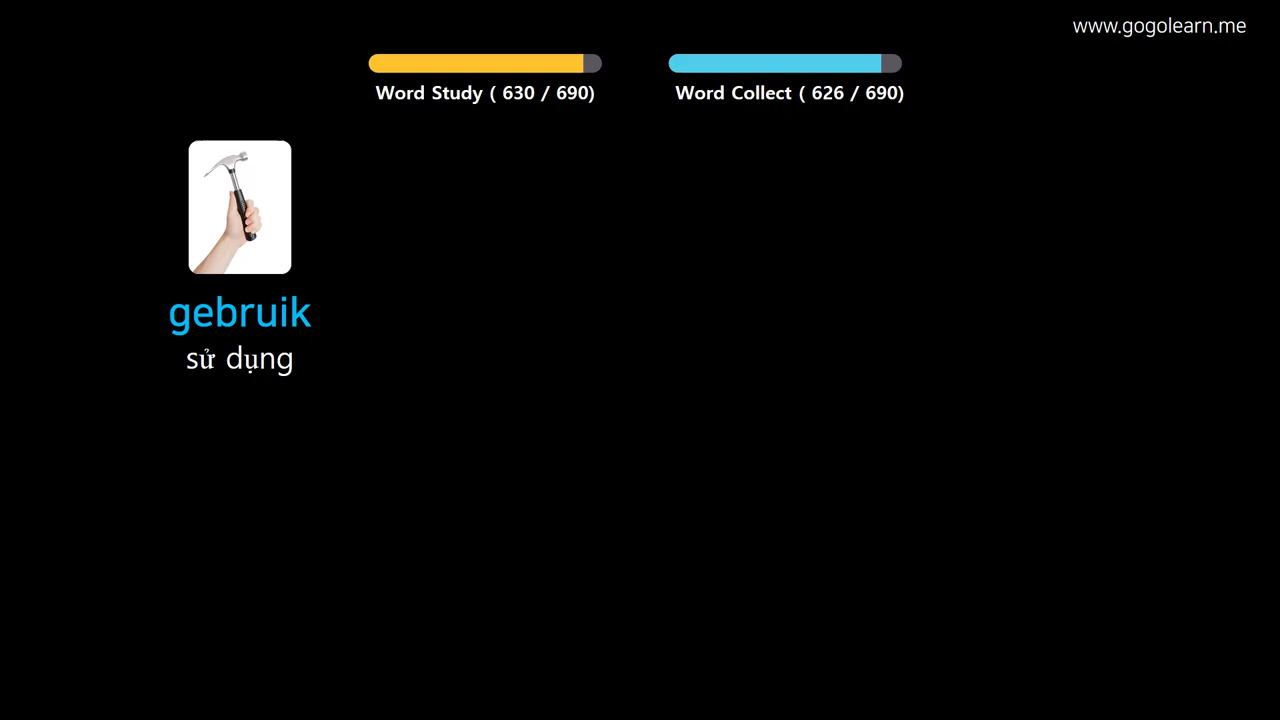 www.gogolearn.me
Word Study ( 630 / 690)
Word Collect ( 626 / 690)
gebruik
sử dụng